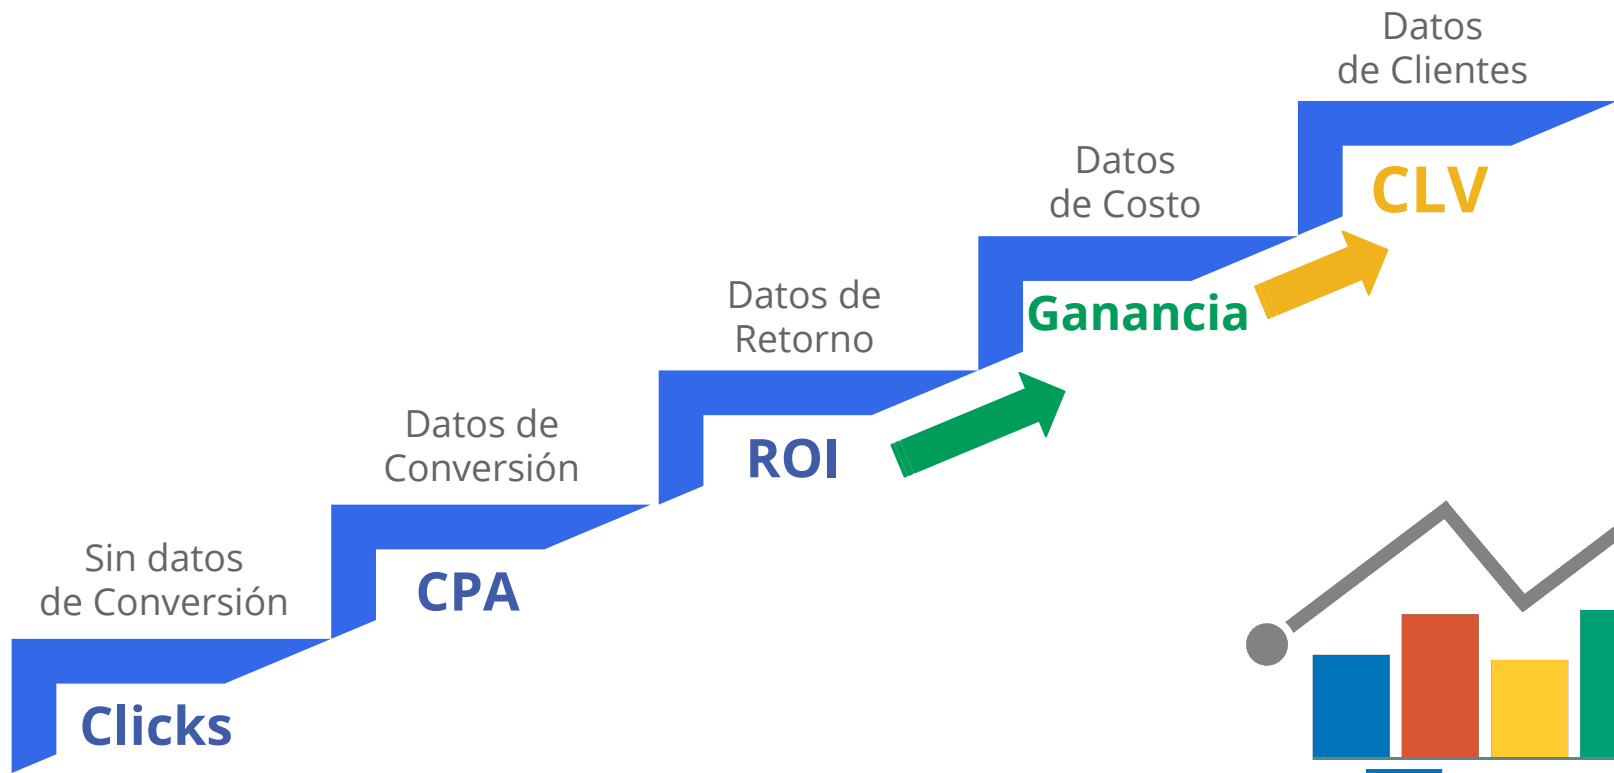 Datos
de Clientes
CLV
Datos
de Costo
Ganancia
Datos de
Retorno
ROI
Datos de
Conversión
CPA
Sin datos
de Conversión
Clicks